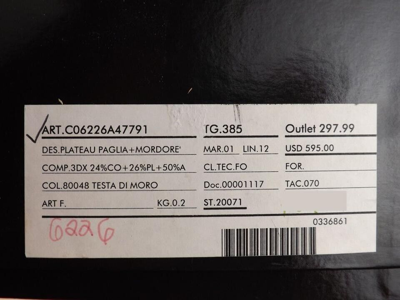 ART.C06226A47791 TG.385 Outlet 297.99
DES.PLATEAU PAGLIA+MORDORE' MAR.01 LIN.12 USD 595.00
COMP.3DX 24%CO+26%PL+50%A CL.TEC.FO FOR.
COL.80048 TESTA DI MORO Doc.00001117 TAC.070
ART F. KG.0.2 ST.20071
6226
0336861